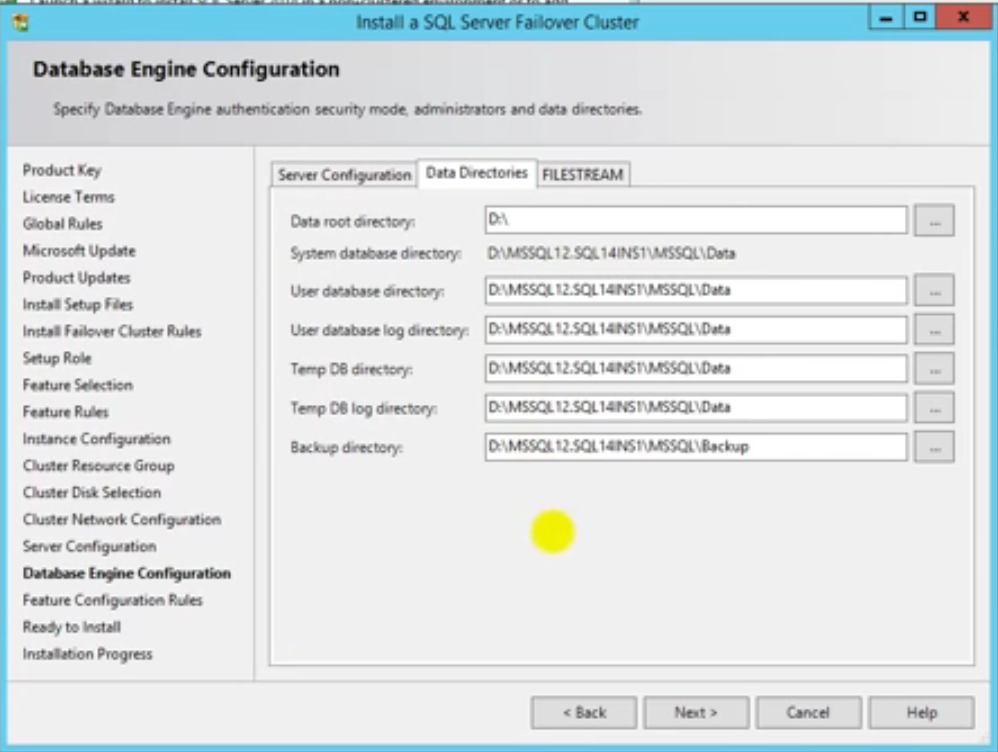 Install a SQL Server Failover Cluster
Database Engine Configuration
Specify Database Engine authentication security mode, administrators and data directories.
Product Key
License Terms
Global Rules
Microsoft Update
Product Updates
Install Setup Files
Install Failover Cluster Rules
Setup Role
Feature Selection
Feature Rules
Instance Configuration
Cluster Resource Group
Cluster Disk Selection
Cluster Network Configuration
Server Configuration
Database Engine Configuration
Feature Configuration Rules
Ready to Install
Installation Progress
Server Configuration Data Directories FILESTREAM
Data root directory: D:\ ...
System database directory: D:\MSSQL12.SQL14INS1\MSSQL\Data
User database directory: D:\MSSQL12.SQL14INS1\MSSQL\Data ...
User database log directory: D:\MSSQL12.SQL14INS1\MSSQL\Data ...
Temp DB directory: D:\MSSQL12.SQL14INS1\MSSQL\Data ...
Temp DB log directory: D:\MSSQL12.SQL14INS1\MSSQL\Data ...
Backup directory: D:\MSSQL12.SQL14INS1\MSSQL\Backup ...
< Back Next > Cancel Help